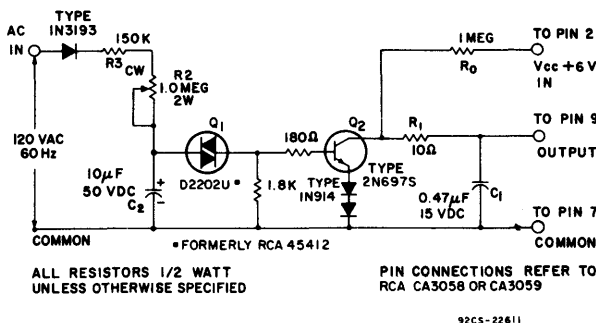 TYPE
1N3193
AC
IN
150K
R3
CW
R2
1.0MEG
2W
120 VAC
60 Hz
10µF
50 VDC
C2
+
–
Q1
D2202U*
180Ω
1.8K
Q2
TYPE
2N697S
TYPE
1N914
R1
10Ω
1 MEG
Ro
TO PIN 2
Vcc +6 V
IN
TO PIN 9
OUTPUT
0.47µF
15 VDC
C1
TO PIN 7
COMMON
COMMON
*FORMERLY RCA 45412
ALL RESISTORS 1/2 WATT
UNLESS OTHERWISE SPECIFIED
PIN CONNECTIONS REFER TO
RCA CA3058 OR CA3059
92CS-22611